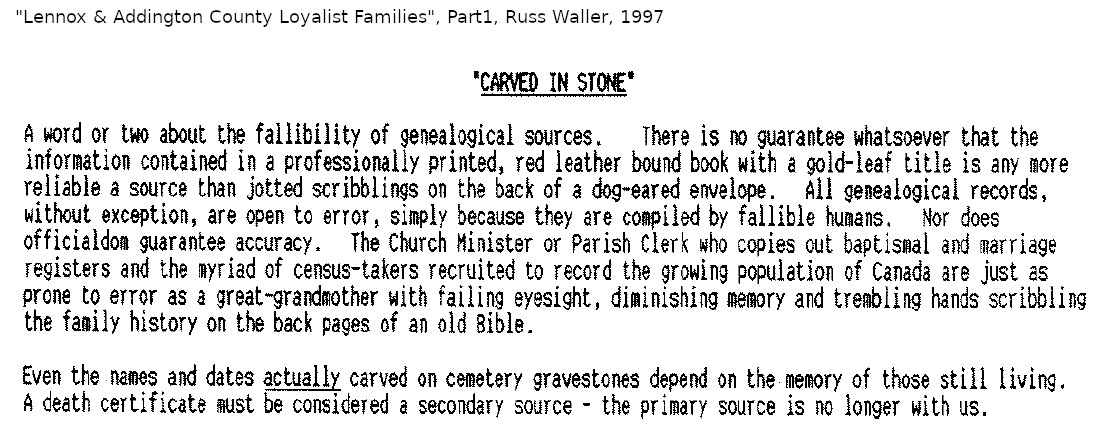 "Lennox & Addington County Loyalist Families", Part1, Russ Waller, 1997
"CARVED IN STONE"
A word or two about the fallibility of genealogical sources. There is no guarantee whatsoever that the
information contained in a professionally printed, red leather bound book with a gold-leaf title is any more
reliable a source than jotted scribblings on the back of a dog-eared envelope. All genealogical records,
without exception, are open to error, simply because they are compiled by fallible humans. Nor does
officialdom guarantee accuracy. The Church Minister or Parish Clerk who copies out baptismal and marriage
registers and the myriad of census-takers recruited to record the growing population of Canada are just as
prone to error as a great-grandmother with failing eyesight, diminishing memory and trembling hands scribbling
the family history on the back pages of an old Bible.
Even the names and dates actually carved on cemetery gravestones depend on the memory of those still living.
A death certificate must be considered a secondary source - the primary source is no longer with us.